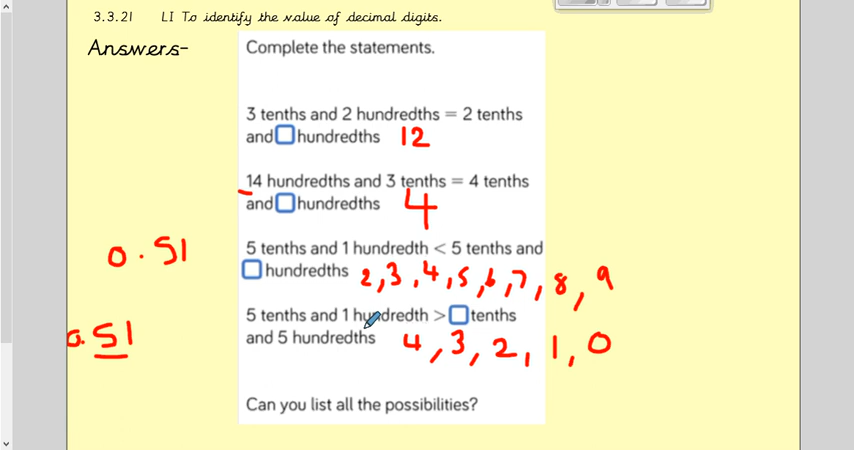 3.3.21 LI To identify the value of decimal digits.
Answers-
Complete the statements.
3 tenths and 2 hundredths = 2 tenths
and hundredths 12
14 hundredths and 3 tenths = 4 tenths
and hundredths 4
0.51
5 tenths and 1 hundredth < 5 tenths and
hundredths 2,3,4,5,6,7,8,9
0.51
5 tenths and 1 hundredth > tenths
and 5 hundredths 4,3,2,1,0
Can you list all the possibilities?